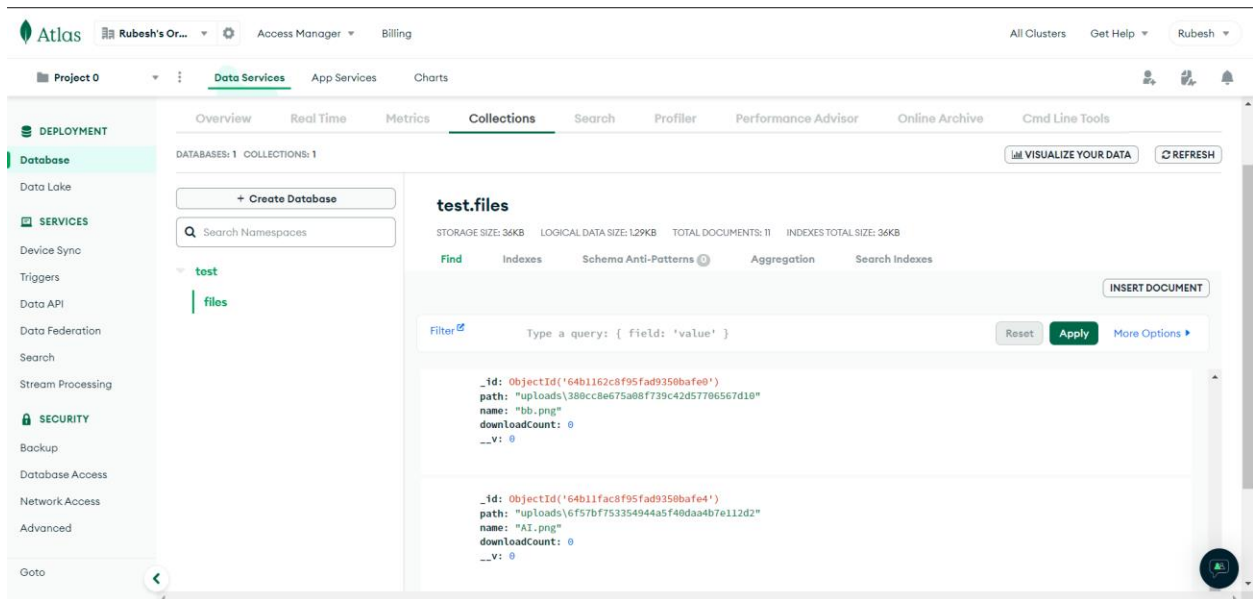 Atlas Rubesh's Or... Access Manager Billing All Clusters Get Help Rubesh
Project 0 Data Services App Services Charts
Overview Real Time Metrics Collections Search Profiler Performance Advisor Online Archive Cmd Line Tools
DEPLOYMENT
Database
Data Lake
SERVICES
Device Sync
Triggers
Data API
Data Federation
Search
Stream Processing
SECURITY
Backup
Database Access
Network Access
Advanced
Goto
DATABASES: 1 COLLECTIONS: 1
VISUALIZE YOUR DATA REFRESH
+ Create Database
Search Namespaces
test
files
test.files
STORAGE SIZE: 36KB LOGICAL DATA SIZE: 1.29KB TOTAL DOCUMENTS: 11 INDEXES TOTAL SIZE: 36KB
Find Indexes Schema Anti-Patterns 0 Aggregation Search Indexes
INSERT DOCUMENT
Filter Type a query: { field: 'value' } Reset Apply More Options
_id: ObjectId('64b1162c8f95fad9350bafe0')
path: "uploads\380cc8e675a08f739c42d57706567d10"
name: "bb.png"
downloadCount: 0
__v: 0
_id: ObjectId('64b11fac8f95fad9350bafe4')
path: "uploads\6f57bf753354944a5f40daa4b7e112d2"
name: "AI.png"
downloadCount: 0
__v: 0